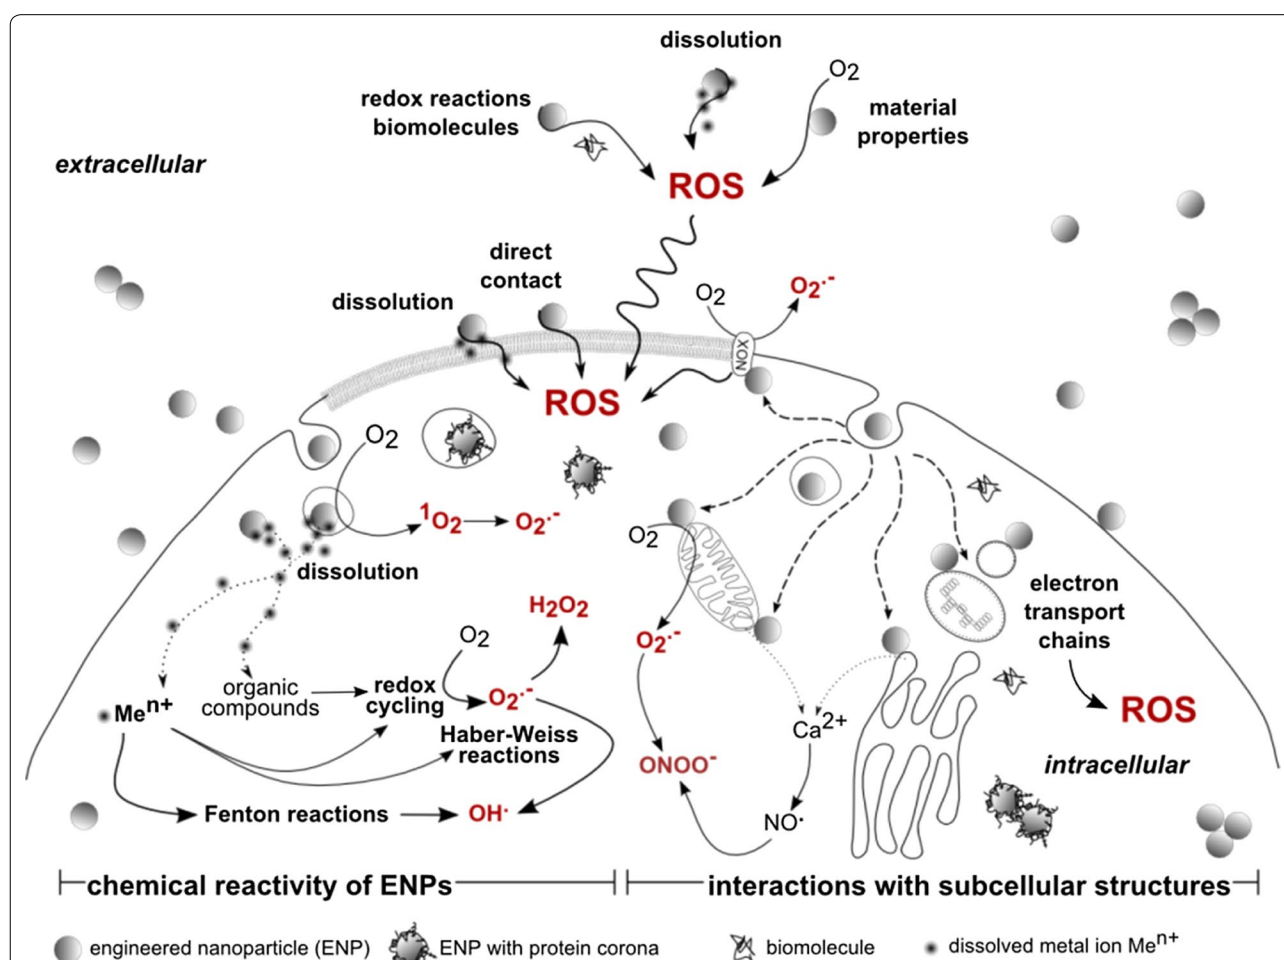 dissolution
O2
redox reactions
biomolecules
material
properties
extracellular
ROS
direct
contact
dissolution
O2
O2·-
NOX
ROS
O2
1O2
O2·-
dissolution
O2
electron
transport
chains
H2O2
O2
O2·-
organic
compounds
redox
cycling
O2·-
Men+
ROS
Ca2+
Haber-Weiss
reactions
ONOO-
intracellular
Fenton reactions
OH·
NO·
chemical reactivity of ENPs
interactions with subcellular structures
engineered nanoparticle (ENP)
ENP with protein corona
biomolecule
dissolved metal ion Men+